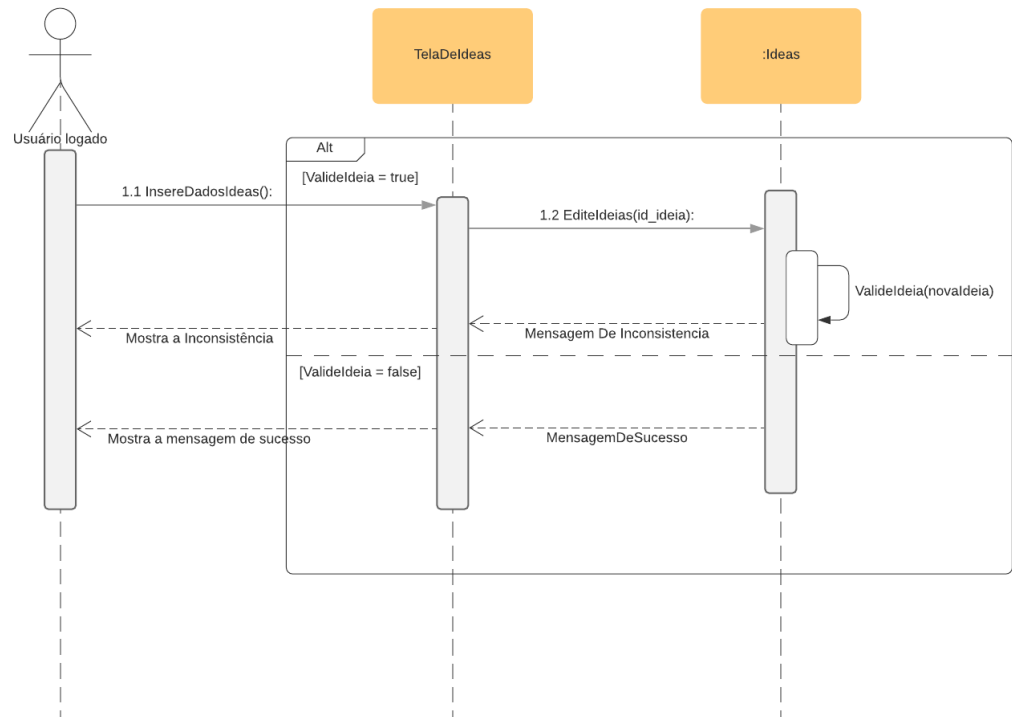 TelaDeIdeas
:Ideas
Usuário logado
Alt
[ValideIdeia = true]
1.1 InsereDadosIdeas():
1.2 EditeIdeias(id_ideia):
ValideIdeia(novaIdeia)
Mensagem De Inconsistencia
Mostra a Inconsistência
[ValideIdeia = false]
MensagemDeSucesso
Mostra a mensagem de sucesso